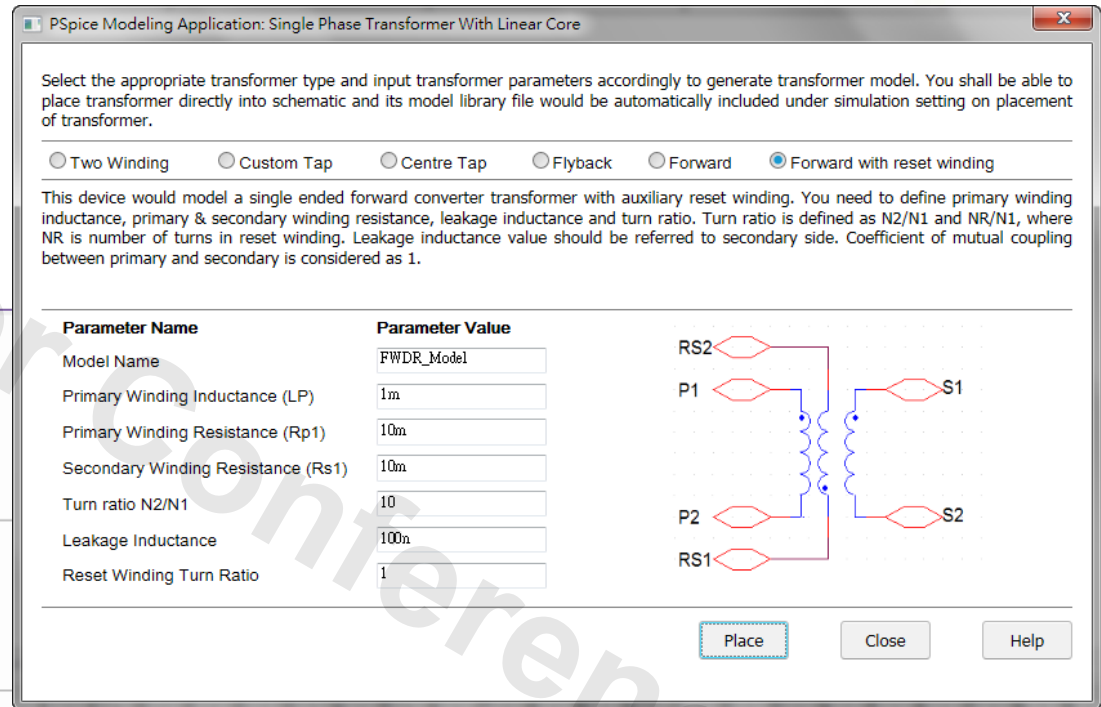 PSpice Modeling Application: Single Phase Transformer With Linear Core
x
Select the appropriate transformer type and input transformer parameters accordingly to generate transformer model. You shall be able to
place transformer directly into schematic and its model library file would be automatically included under simulation setting on placement
of transformer.
Two Winding Custom Tap Centre Tap Flyback Forward Forward with reset winding
This device would model a single ended forward converter transformer with auxiliary reset winding. You need to define primary winding
inductance, primary & secondary winding resistance, leakage inductance and turn ratio. Turn ratio is defined as N2/N1 and NR/N1, where
NR is number of turns in reset winding. Leakage inductance value should be referred to secondary side. Coefficient of mutual coupling
between primary and secondary is considered as 1.
Parameter Name Parameter Value
Model Name FWDR_Model
Primary Winding Inductance (LP) 1m
Primary Winding Resistance (Rp1) 10m
Secondary Winding Resistance (Rs1) 10m
Turn ratio N2/N1 10
Leakage Inductance 100n
Reset Winding Turn Ratio 1
RS2
P1 S1
P2 S2
RS1
Place Close Help